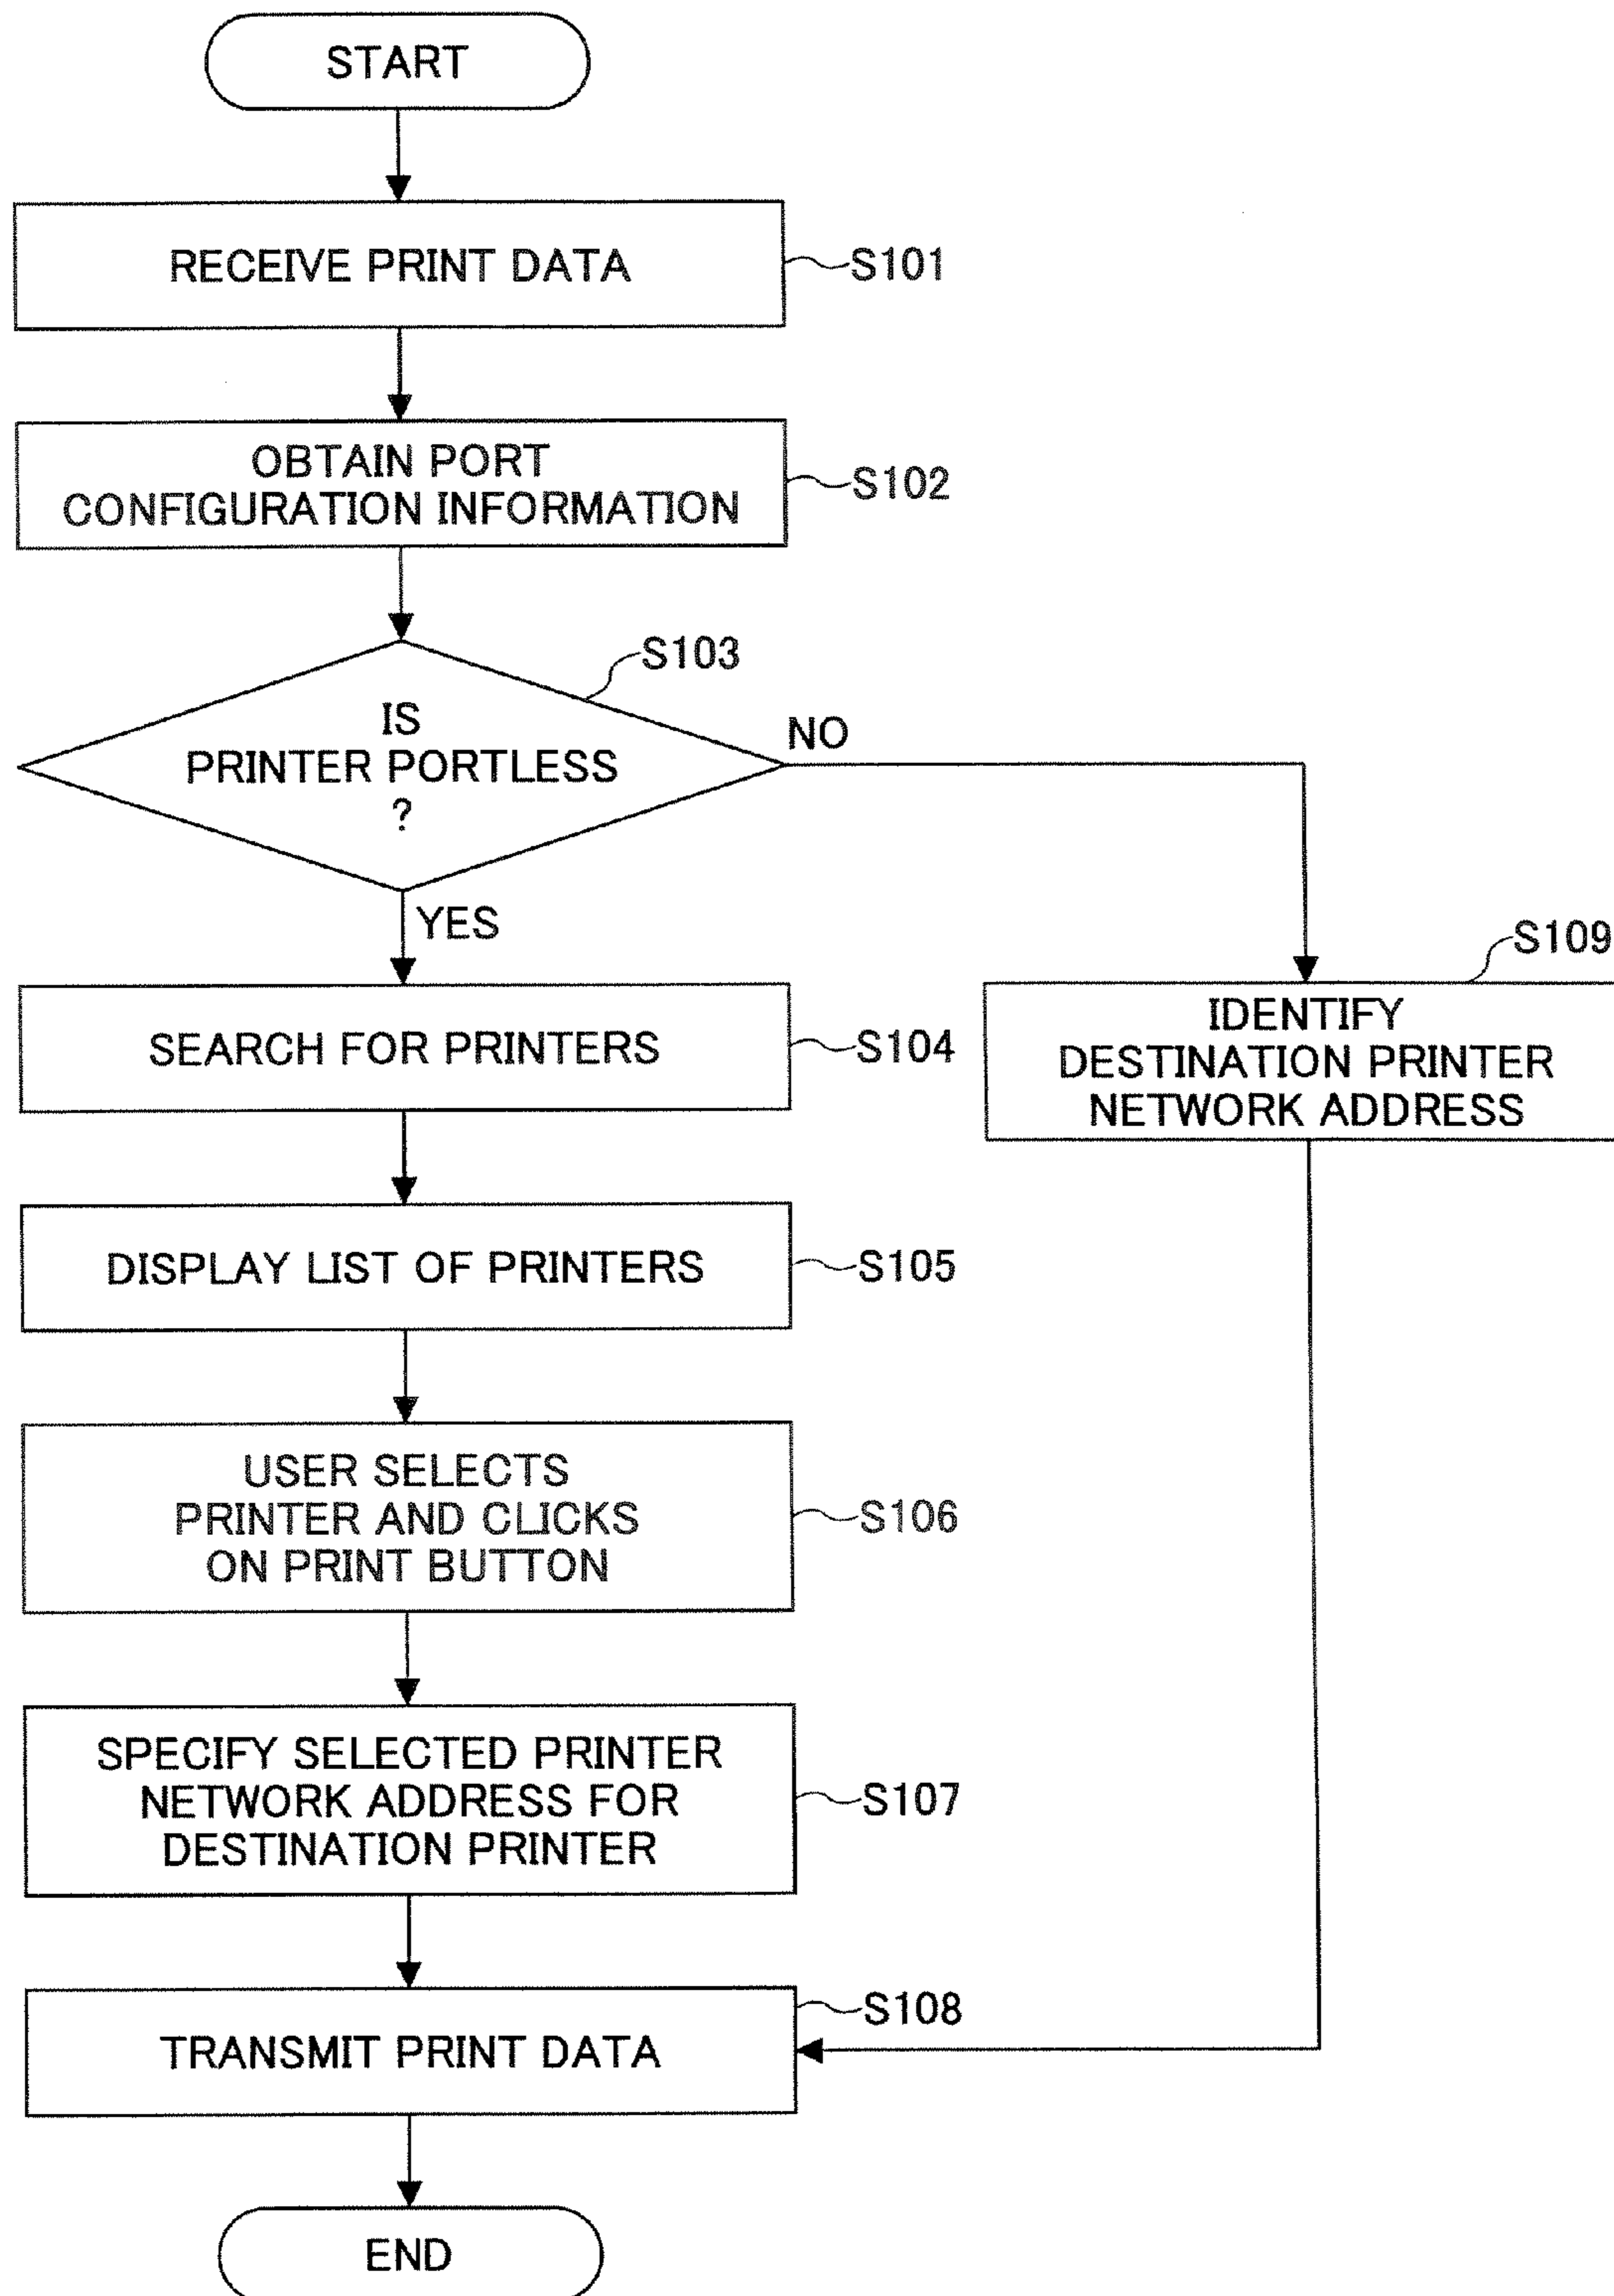 START
RECEIVE PRINT DATA
S101
OBTAIN PORT
CONFIGURATION INFORMATION
S102
S103
IS
PRINTER PORTLESS
?
NO
YES
SEARCH FOR PRINTERS
S104
S109
IDENTIFY
DESTINATION PRINTER
NETWORK ADDRESS
DISPLAY LIST OF PRINTERS
S105
USER SELECTS
PRINTER AND CLICKS
ON PRINT BUTTON
S106
SPECIFY SELECTED PRINTER
NETWORK ADDRESS FOR
DESTINATION PRINTER
S107
S108
TRANSMIT PRINT DATA
END